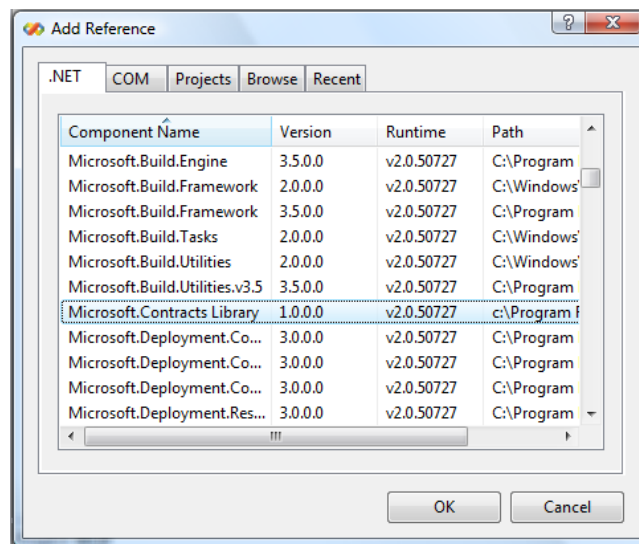 Add Reference
.NET COM Projects Browse Recent
Component Name Version Runtime Path
Microsoft.Build.Engine 3.5.0.0 v2.0.50727 C:\Program
Microsoft.Build.Framework 2.0.0.0 v2.0.50727 C:\Windows\
Microsoft.Build.Framework 3.5.0.0 v2.0.50727 C:\Program
Microsoft.Build.Tasks 2.0.0.0 v2.0.50727 C:\Windows\
Microsoft.Build.Utilities 2.0.0.0 v2.0.50727 C:\Windows\
Microsoft.Build.Utilities.v3.5 3.5.0.0 v2.0.50727 C:\Program
Microsoft.Contracts Library 1.0.0.0 v2.0.50727 c:\Program F
Microsoft.Deployment.Co... 3.0.0.0 v2.0.50727 C:\Program
Microsoft.Deployment.Co... 3.0.0.0 v2.0.50727 C:\Program
Microsoft.Deployment.Co... 3.0.0.0 v2.0.50727 C:\Program
Microsoft.Deployment.Res... 3.0.0.0 v2.0.50727 C:\Program
OK Cancel